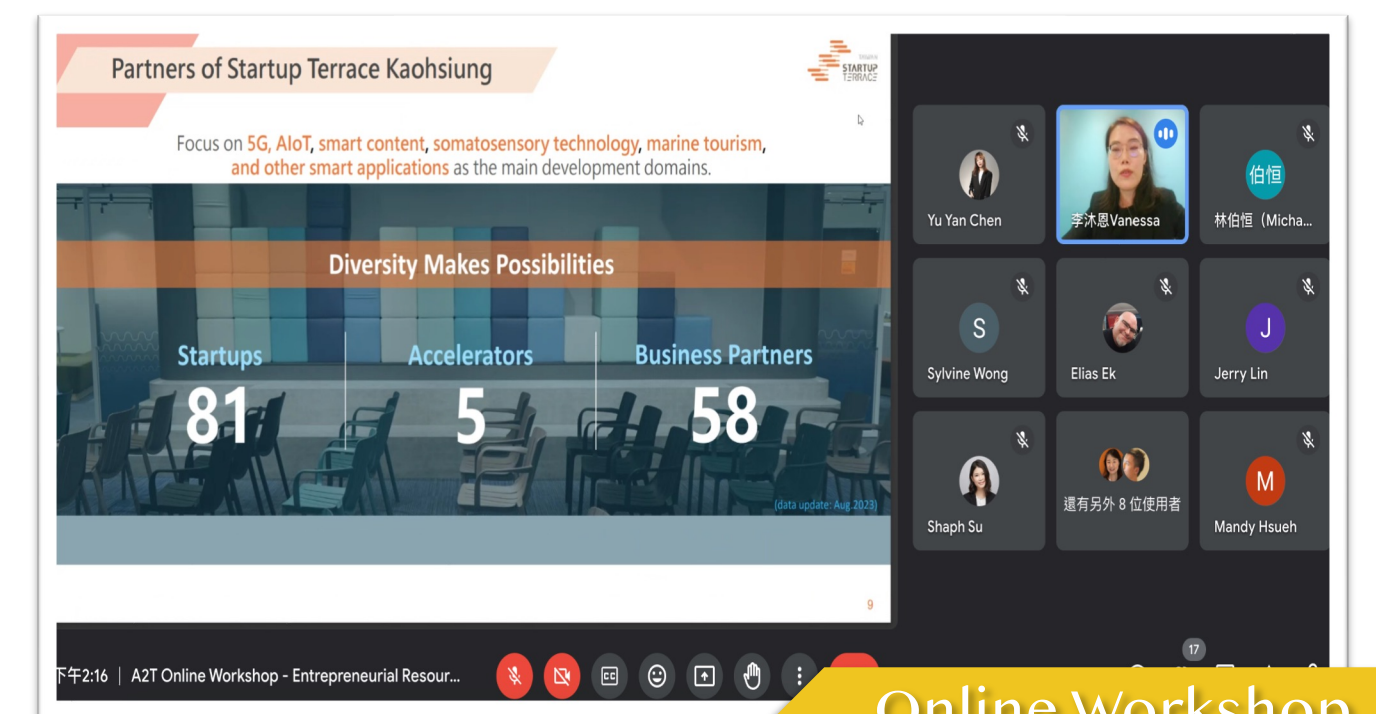 Partners of Startup Terrace Kaohsiung
STARTUP
TERRACE
Focus on 5G, AIoT, smart content, somatosensory technology, marine tourism,
and other smart applications as the main development domains.
Diversity Makes Possibilities
Startups
81
Accelerators
5
Business Partners
58
(data update: Aug.2023)
9
Yu Yan Chen
李沐恩Vanessa
伯恒
林伯恒（Micha...
S
Sylvine Wong
Elias Ek
J
Jerry Lin
Shaph Su
還有另外 8 位使用者
M
Mandy Hsueh
下午2:16 | A2T Online Workshop - Entrepreneurial Resour...
CC
17
Online Workshop